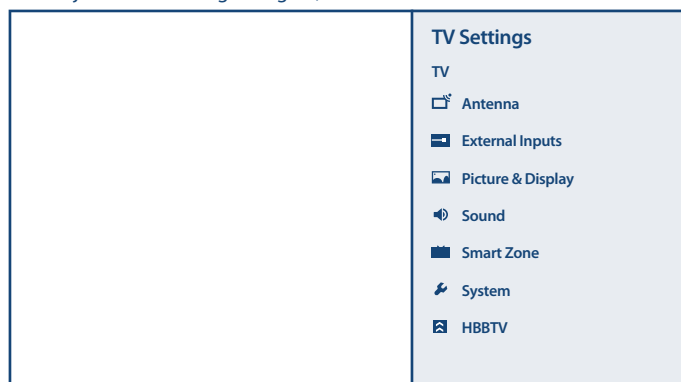 TV Settings
TV
Antenna
External Inputs
Picture & Display
Sound
Smart Zone
System
HBBTV